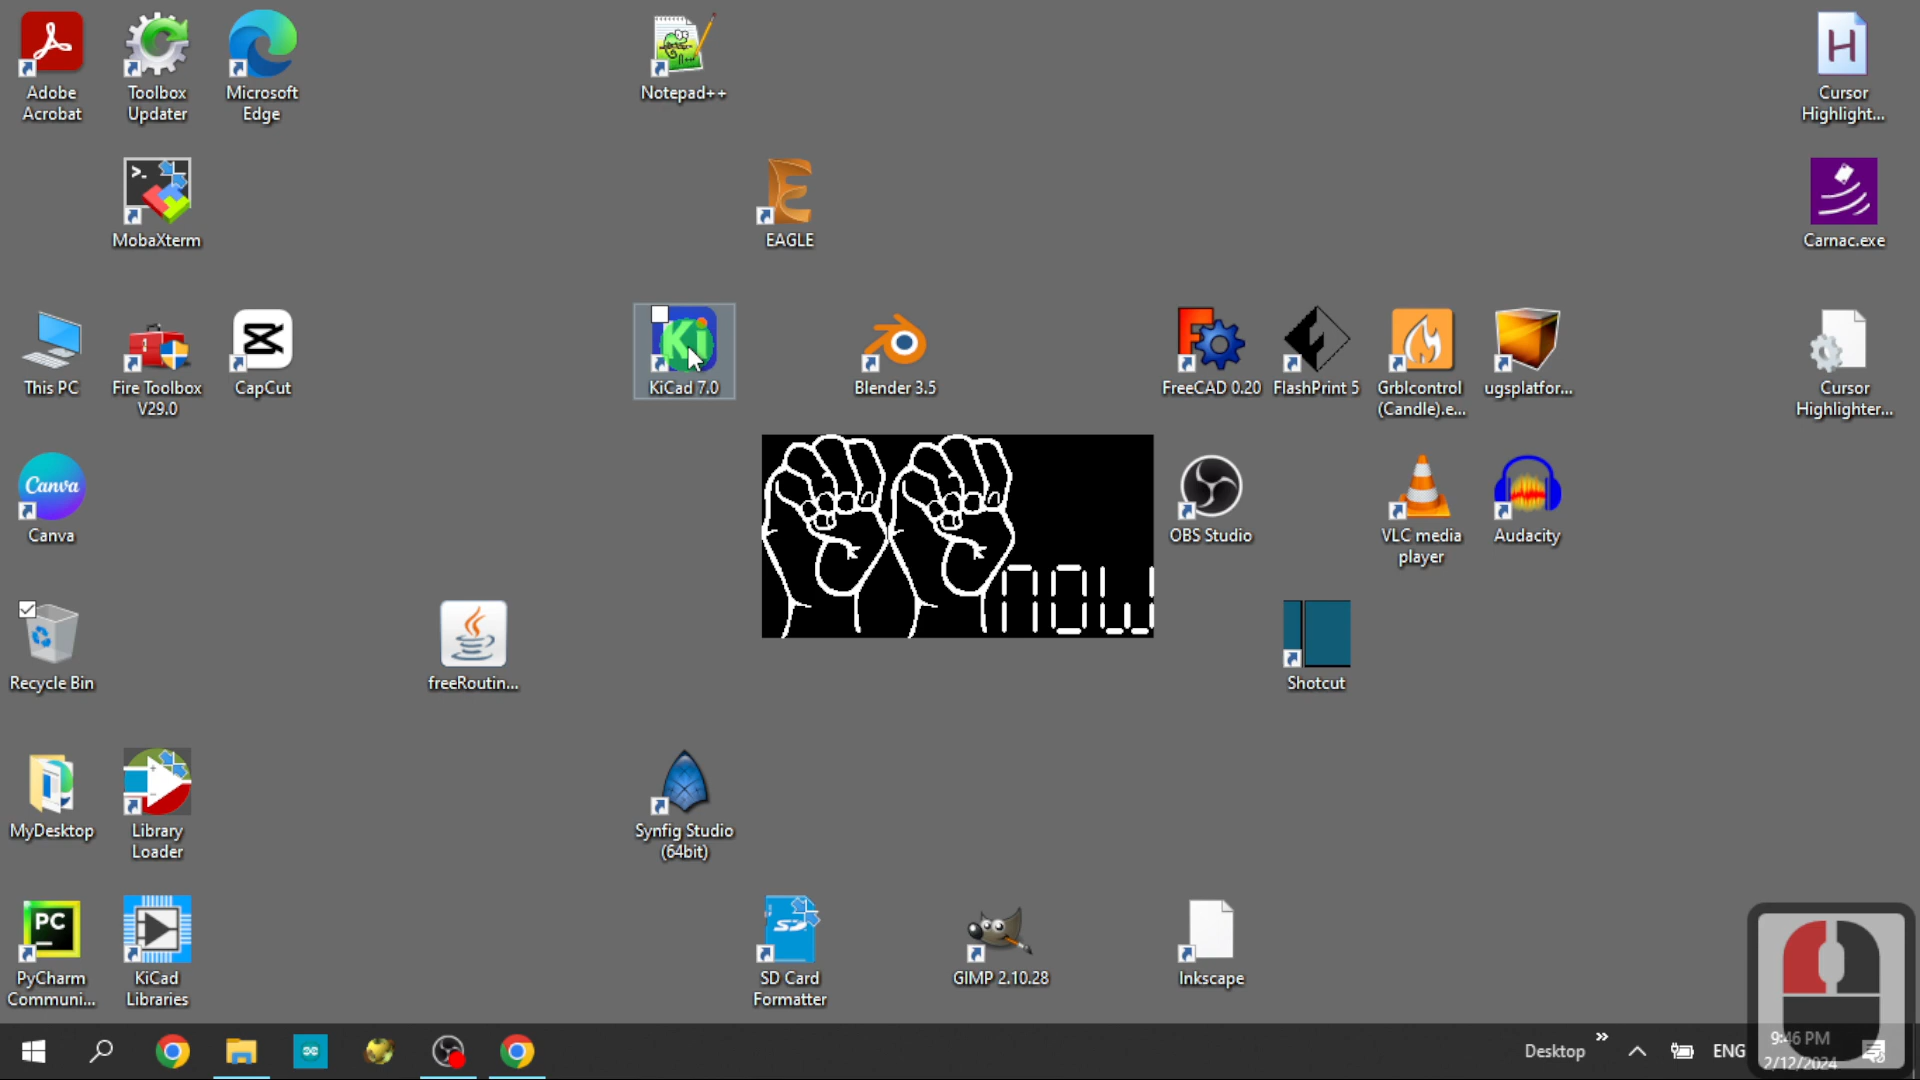 Adobe
Acrobat
Toolbox
Updater
Microsoft
Edge
Notepad++
H
Cursor
Highlight...
>_
MobaXterm
E
EAGLE
Carnac.exe
This PC
Fire Toolbox
V29.0
CapCut
Ki
KiCad 7.0
Blender 3.5
FreeCAD 0.20
FlashPrint 5
Grblcontrol
(Candle).e...
ugsplatfor...
Cursor
Highlighter...
Canva
Canva
now
OBS Studio
VLC media
player
Audacity
Recycle Bin
freeRoutin...
Shotcut
MyDesktop
Library
Loader
Synfig Studio
(64bit)
PC
PyCharm
Communi...
KiCad
Libraries
SD
SD Card
Formatter
GIMP 2.10.28
Inkscape
Desktop
ENG
9:46 PM
2/12/2024